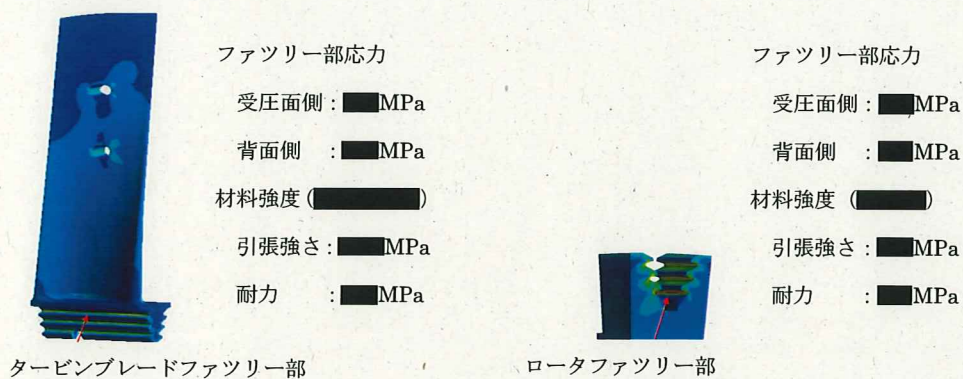 ファツリー部応力
受圧面側:MPa
背面側:MPa
材料強度()
引張強さ:MPa
耐力:MPa
タービンブレードファツリー部
ファツリー部応力
受圧面側:MPa
背面側:MPa
材料強度()
引張強さ:MPa
耐力:MPa
ロータファツリー部